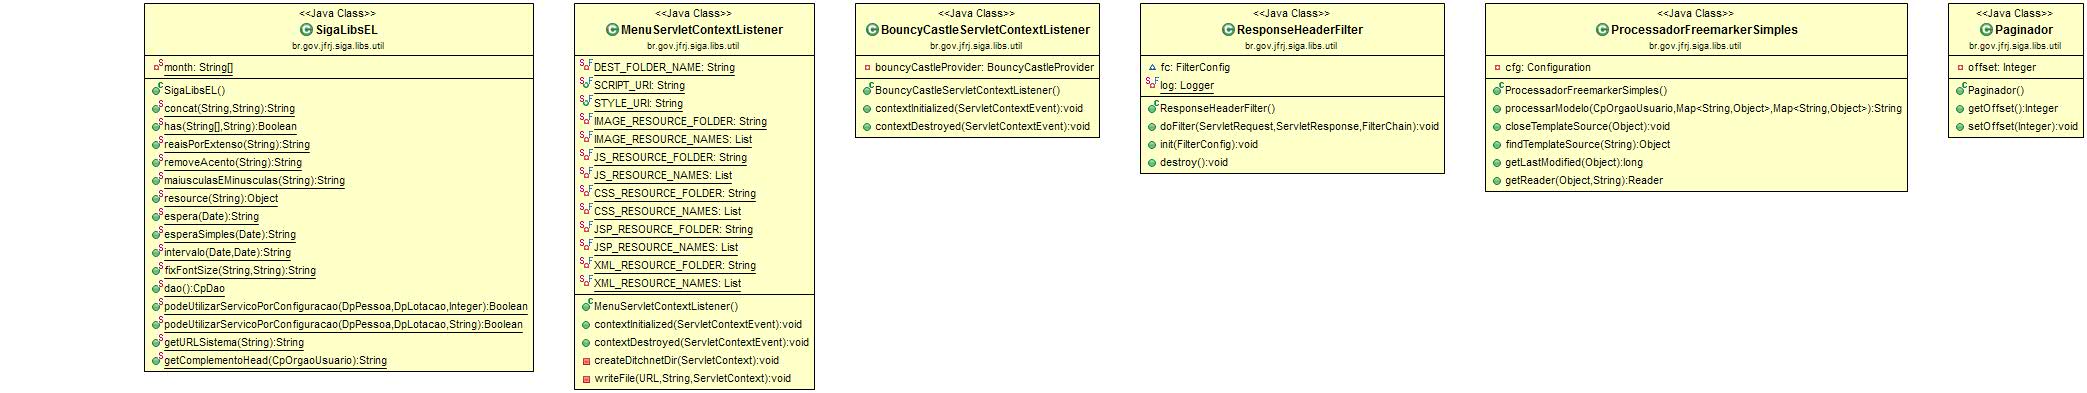 <<Java Class>>
SigaLibsEL
br.gov.jfrj.siga.libs.util
month: String[]
SigaLibsEL()
concat(String,String):String
has(String[],String):Boolean
reaisPorExtenso(String):String
removeAcento(String):String
maiusculasEMinusculas(String):String
resource(String):Object
espera(Date):String
esperaSimples(Date):String
intervalo(Date,Date):String
fixFontSize(String,String):String
dao():CpDao
podeUtilizarServicoPorConfiguracao(DpPessoa,DpLotacao,Integer):Boolean
podeUtilizarServicoPorConfiguracao(DpPessoa,DpLotacao,String):Boolean
getURLSistema(String):String
getComplementoHead(CpOrgaoUsuario):String
<<Java Class>>
MenuServletContextListener
br.gov.jfrj.siga.libs.util
DEST_FOLDER_NAME: String
SCRIPT_URI: String
STYLE_URI: String
IMAGE_RESOURCE_FOLDER: String
IMAGE_RESOURCE_NAMES: List
JS_RESOURCE_FOLDER: String
JS_RESOURCE_NAMES: List
CSS_RESOURCE_FOLDER: String
CSS_RESOURCE_NAMES: List
JSP_RESOURCE_FOLDER: String
JSP_RESOURCE_NAMES: List
XML_RESOURCE_FOLDER: String
XML_RESOURCE_NAMES: List
MenuServletContextListener()
contextInitialized(ServletContextEvent):void
contextDestroyed(ServletContextEvent):void
createDitchnetDir(ServletContext):void
writeFile(URL,String,ServletContext):void
<<Java Class>>
BouncyCastleServletContextListener
br.gov.jfrj.siga.libs.util
bouncyCastleProvider: BouncyCastleProvider
BouncyCastleServletContextListener()
contextInitialized(ServletContextEvent):void
contextDestroyed(ServletContextEvent):void
<<Java Class>>
ResponseHeaderFilter
br.gov.jfrj.siga.libs.util
fc: FilterConfig
log: Logger
ResponseHeaderFilter()
doFilter(ServletRequest,ServletResponse,FilterChain):void
init(FilterConfig):void
destroy():void
<<Java Class>>
ProcessadorFreemarkerSimples
br.gov.jfrj.siga.libs.util
cfg: Configuration
ProcessadorFreemarkerSimples()
processarModelo(CpOrgaoUsuario,Map<String,Object>,Map<String,Object>):String
closeTemplateSource(Object):void
findTemplateSource(String):Object
getLastModified(Object):long
getReader(Object,String):Reader
<<Java Class>>
Paginador
br.gov.jfrj.siga.libs.util
offset: Integer
Paginador()
getOffset():Integer
setOffset(Integer):void